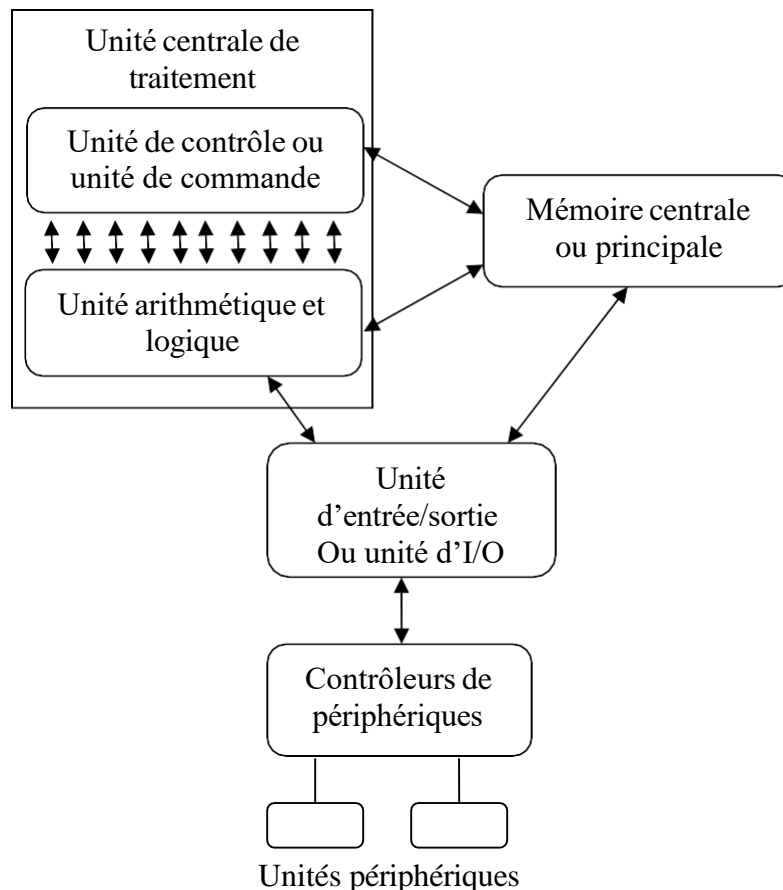 Unité centrale de
traitement
Unité de contrôle ou
unité de commande
Mémoire centrale
ou principale
Unité arithmétique et
logique
Unité
d’entrée/sortie
Ou unité d’I/O
Contrôleurs de
périphériques
Unités périphériques